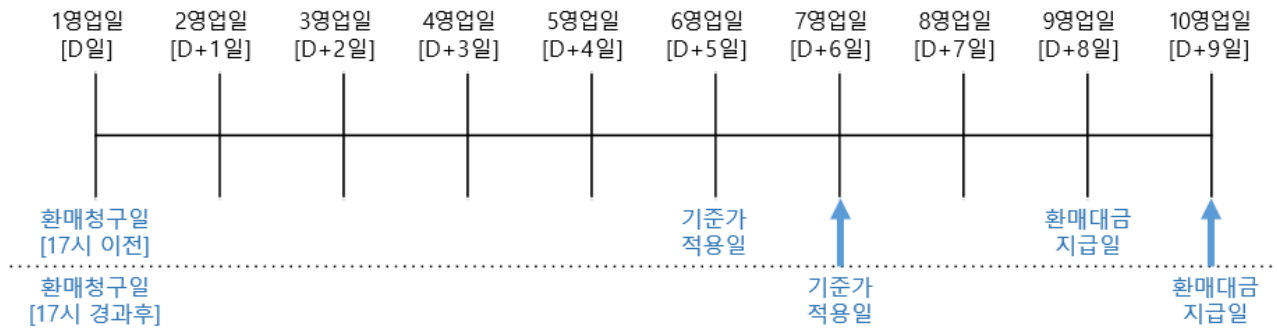 1영업일 2영업일 3영업일 4영업일 5영업일 6영업일 7영업일 8영업일 9영업일 10영업일
[D일] [D+1일] [D+2일] [D+3일] [D+4일] [D+5일] [D+6일] [D+7일] [D+8일] [D+9일]
환매청구일 기준가 환매대금
[17시 이전] 적용일 지급일
환매청구일 기준가 환매대금
[17시 경과후] 적용일 지급일